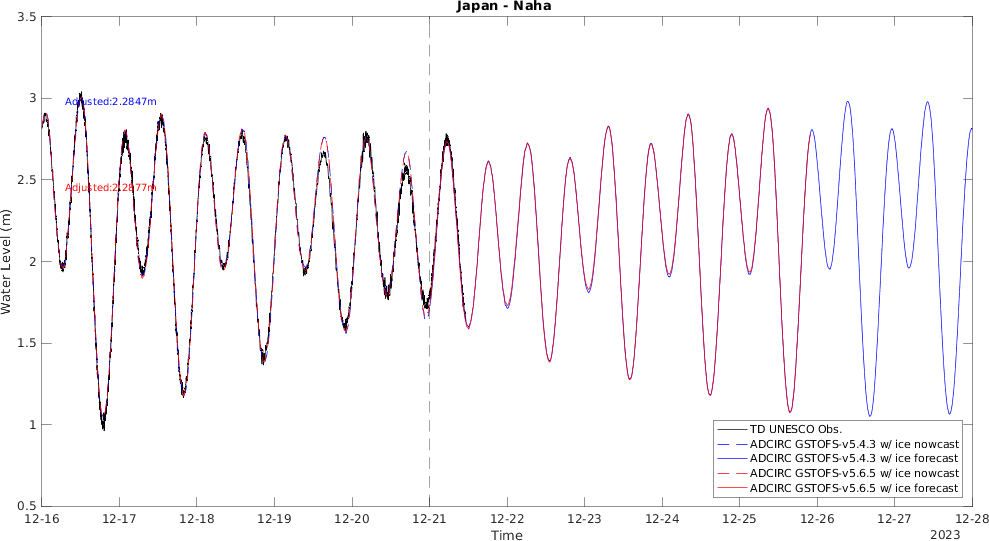 Japan - Naha
3.5
3
2.5
2
1.5
1
0.5
Water Level (m)
Adjusted:2.2847m
Adjusted:2.2877m
TD UNESCO Obs.
ADCIRC GSTOFS-v5.4.3 w/ ice nowcast
ADCIRC GSTOFS-v5.4.3 w/ ice forecast
ADCIRC GSTOFS-v5.6.5 w/ ice nowcast
ADCIRC GSTOFS-v5.6.5 w/ ice forecast
12-16 12-17 12-18 12-19 12-20 12-21 12-22 12-23 12-24 12-25 12-26 12-27 12-28
Time
2023